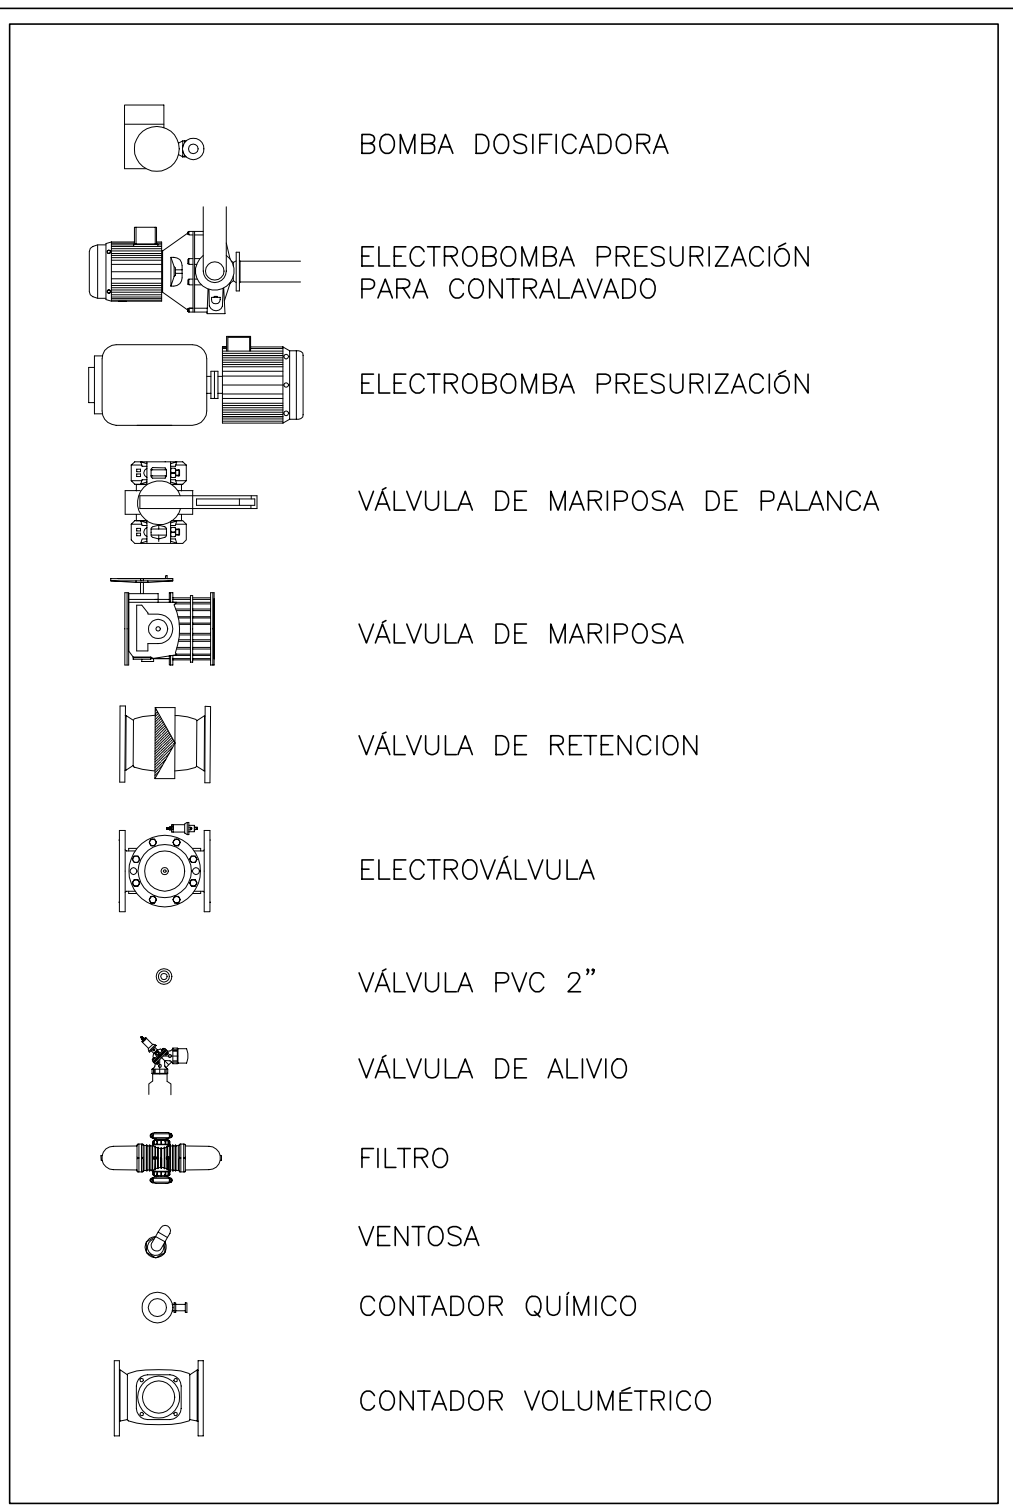 BOMBA DOSIFICADORA
ELECTROBOMBA PRESURIZACIÓN
PARA CONTRALAVADO
ELECTROBOMBA PRESURIZACIÓN
VÁLVULA DE MARIPOSA DE PALANCA
VÁLVULA DE MARIPOSA
VÁLVULA DE RETENCION
ELECTROVÁLVULA
VÁLVULA PVC 2”
VÁLVULA DE ALIVIO
FILTRO
VENTOSA
CONTADOR QUÍMICO
CONTADOR VOLUMÉTRICO